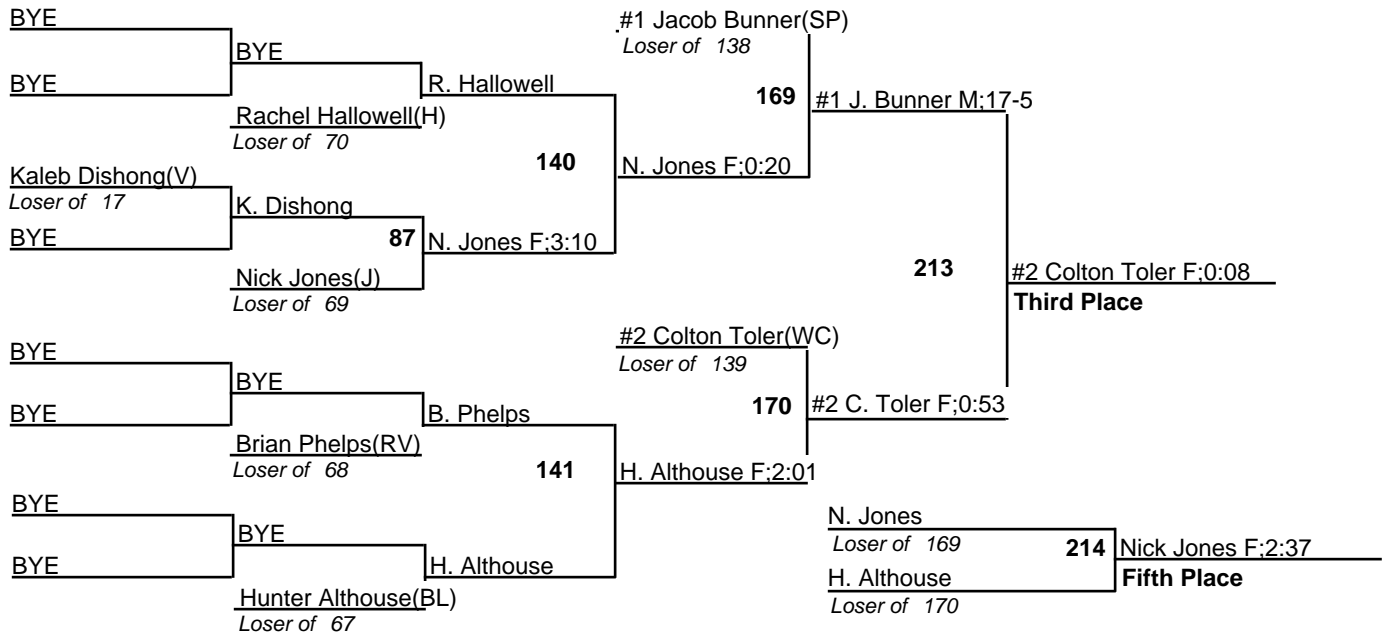 BYE
BYE
BYE
Rachel Hallowell(H)
Loser of 70
R. Hallowell
Kaleb Dishong(V)
Loser of 17
BYE
K. Dishong
87
Nick Jones(J)
Loser of 69
N. Jones F;3:10
140
#1 Jacob Bunner(SP)
Loser of 138
169
N. Jones F;0:20
#1 J. Bunner M;17-5
BYE
BYE
BYE
Brian Phelps(RV)
Loser of 68
B. Phelps
BYE
BYE
BYE
Hunter Althouse(BL)
Loser of 67
H. Althouse
141
#2 Colton Toler(WC)
Loser of 139
170
H. Althouse F;2:01
#2 C. Toler F;0:53
213
#2 Colton Toler F;0:08
Third Place
N. Jones
Loser of 169
214
H. Althouse
Loser of 170
Nick Jones F;2:37
Fifth Place